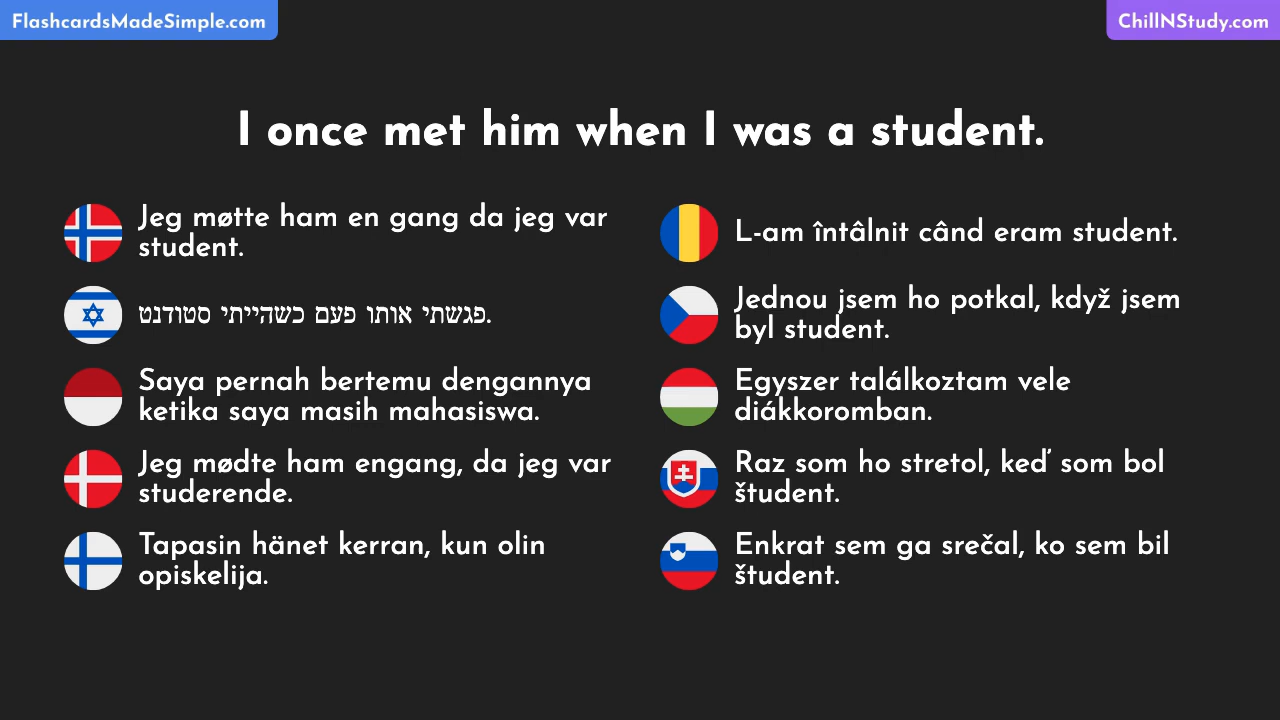 FlashcardsMadeSimple.com
ChillNStudy.com
I once met him when I was a student.
Jeg møtte ham en gang da jeg var
student.
פגשתי אותו פעם כשהייתי סטודנט.
Saya pernah bertemu dengannya
ketika saya masih mahasiswa.
Jeg mødte ham engang, da jeg var
studerende.
Tapasin hänet kerran, kun olin
opiskelija.
L-am întâlnit când eram student.
Jednou jsem ho potkal, když jsem
byl student.
Egyszer találkoztam vele
diákkoromban.
Raz som ho stretol, keď som bol
študent.
Enkrat sem ga srečal, ko sem bil
študent.